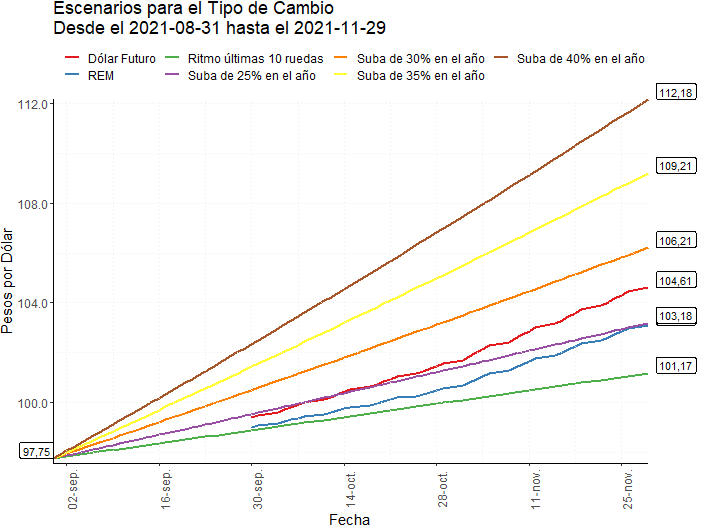 Escenarios para el Tipo de Cambio
Desde el 2021-08-31 hasta el 2021-11-29
Dólar Futuro Ritmo últimas 10 ruedas Suba de 30% en el año Suba de 40% en el año
REM Suba de 25% en el año Suba de 35% en el año
112,18
112.0
109,21
108.0
106,21
104,61
104.0
103,18
101,17
100.0
97,75
Pesos por Dólar
02-sep.
16-sep.
30-sep.
14-oct.
28-oct.
11-nov.
25-nov.
Fecha